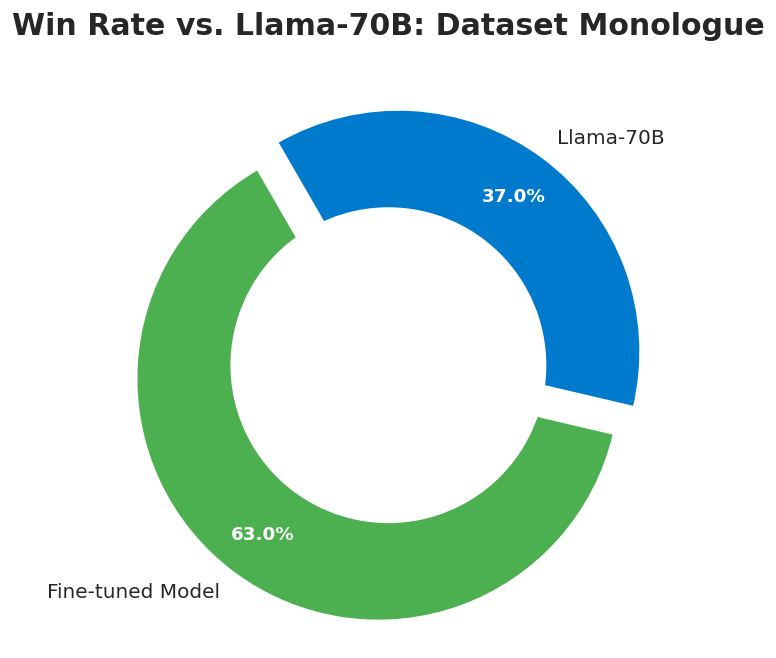 Win Rate vs. Llama-70B: Dataset Monologue
Llama-70B
37.0%
63.0%
Fine-tuned Model